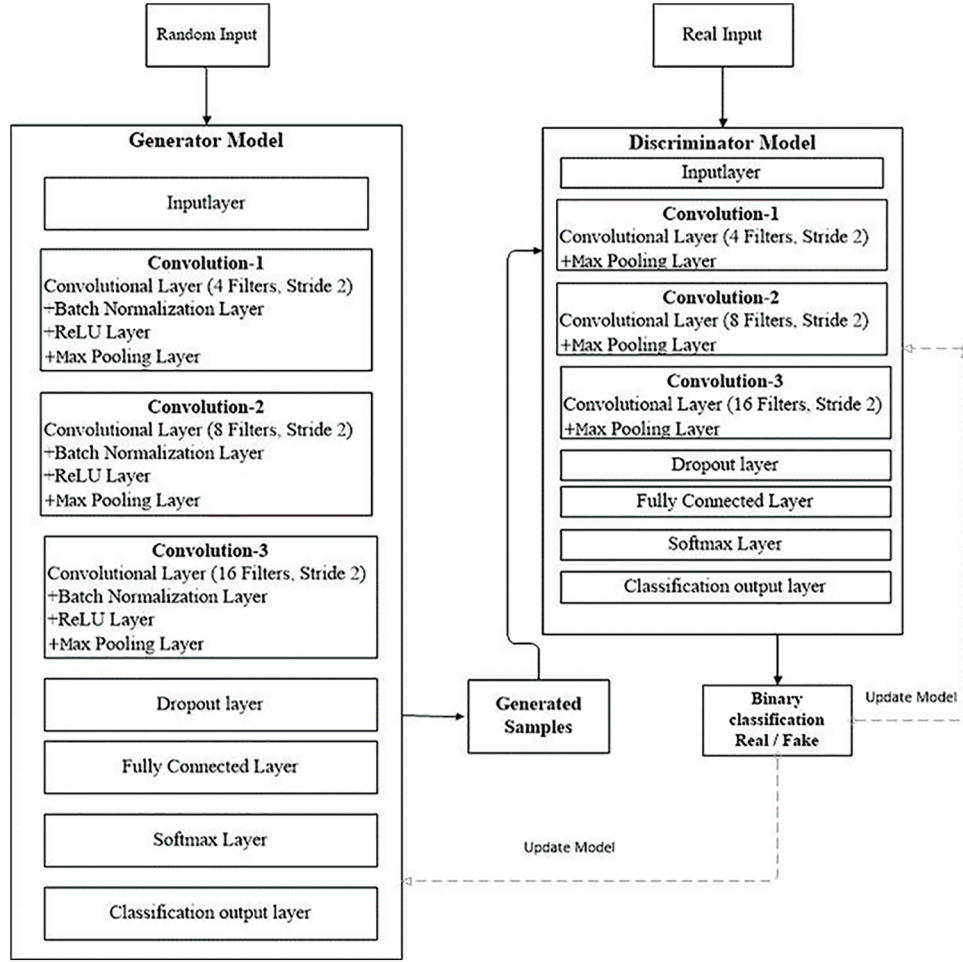 Random Input
Generator Model
Inputlayer
Convolution-1
Convolutional Layer (4 Filters, Stride 2)
+Batch Normalization Layer
+ReLU Layer
+Max Pooling Layer
Convolution-2
Convolutional Layer (8 Filters, Stride 2)
+Batch Normalization Layer
+ReLU Layer
+Max Pooling Layer
Convolution-3
Convolutional Layer (16 Filters, Stride 2)
+Batch Normalization Layer
+ReLU Layer
+Max Pooling Layer
Dropout layer
Fully Connected Layer
Softmax Layer
Classification output layer
Generated
Samples
Real Input
Discriminator Model
Inputlayer
Convolution-1
Convolutional Layer (4 Filters, Stride 2)
+Max Pooling Layer
Convolution-2
Convolutional Layer (8 Filters, Stride 2)
+Max Pooling Layer
Convolution-3
Convolutional Layer (16 Filters, Stride 2)
+Max Pooling Layer
Dropout layer
Fully Connected Layer
Softmax Layer
Classification output layer
Binary
classification
Real / Fake
Update Model
Update Model